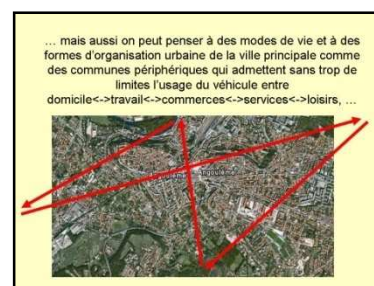 ... mais aussi on peut penser à des modes de vie et à des
formes d'organisation urbaine de la ville principale comme
des communes périphériques qui admettent sans trop de
limites l'usage du véhicule entre
domicile<->travail<->commerces<->services<->loisirs, ...
Angoulême